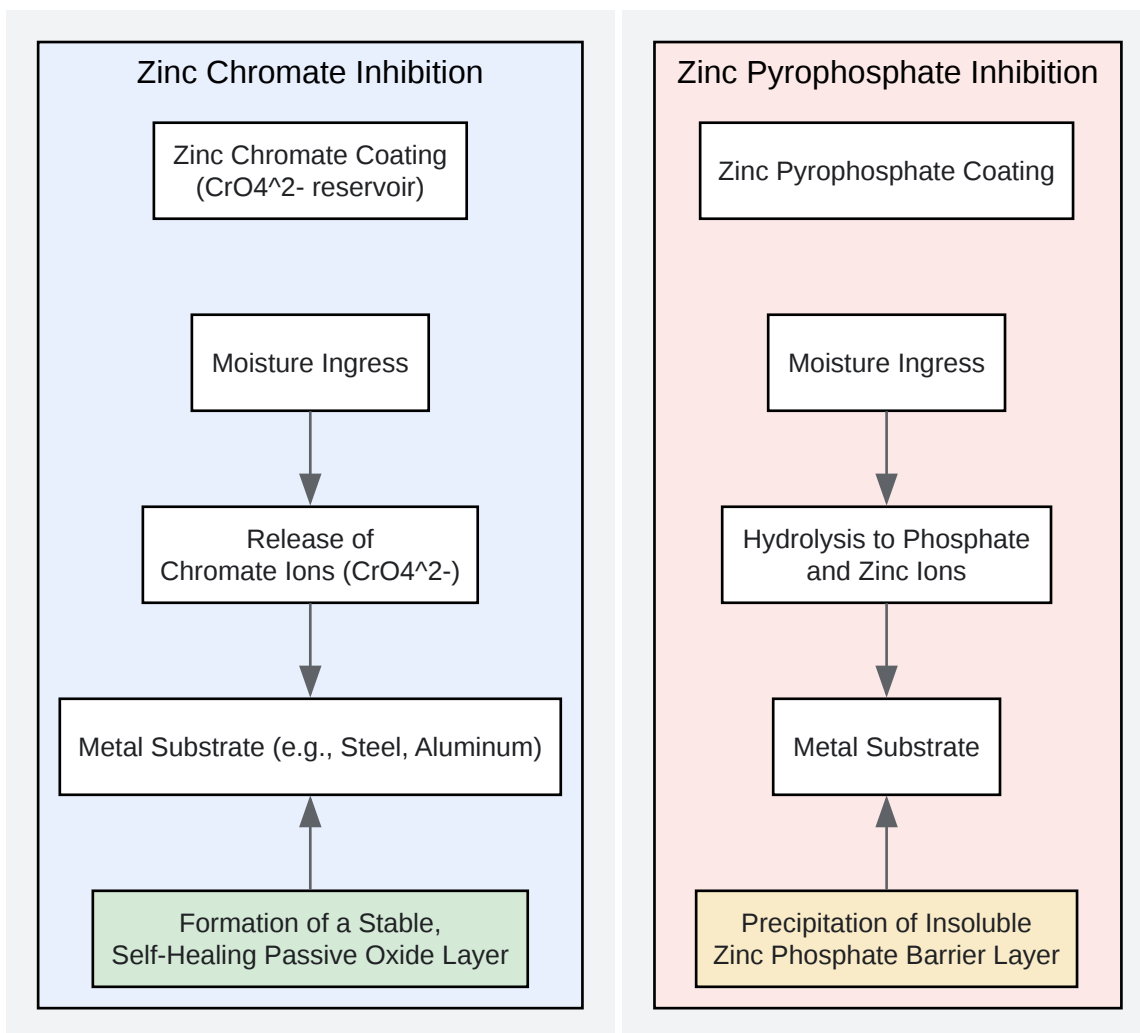 Zinc Chromate Inhibition
Zinc Chromate Coating
(CrO4^2- reservoir)
Moisture Ingress
Release of
Chromate Ions (CrO4^2-)
Metal Substrate (e.g., Steel, Aluminum)
Formation of a Stable,
Self-Healing Passive Oxide Layer
Zinc Pyrophosphate Inhibition
Zinc Pyrophosphate Coating
Moisture Ingress
Hydrolysis to Phosphate
and Zinc Ions
Metal Substrate
Precipitation of Insoluble
Zinc Phosphate Barrier Layer